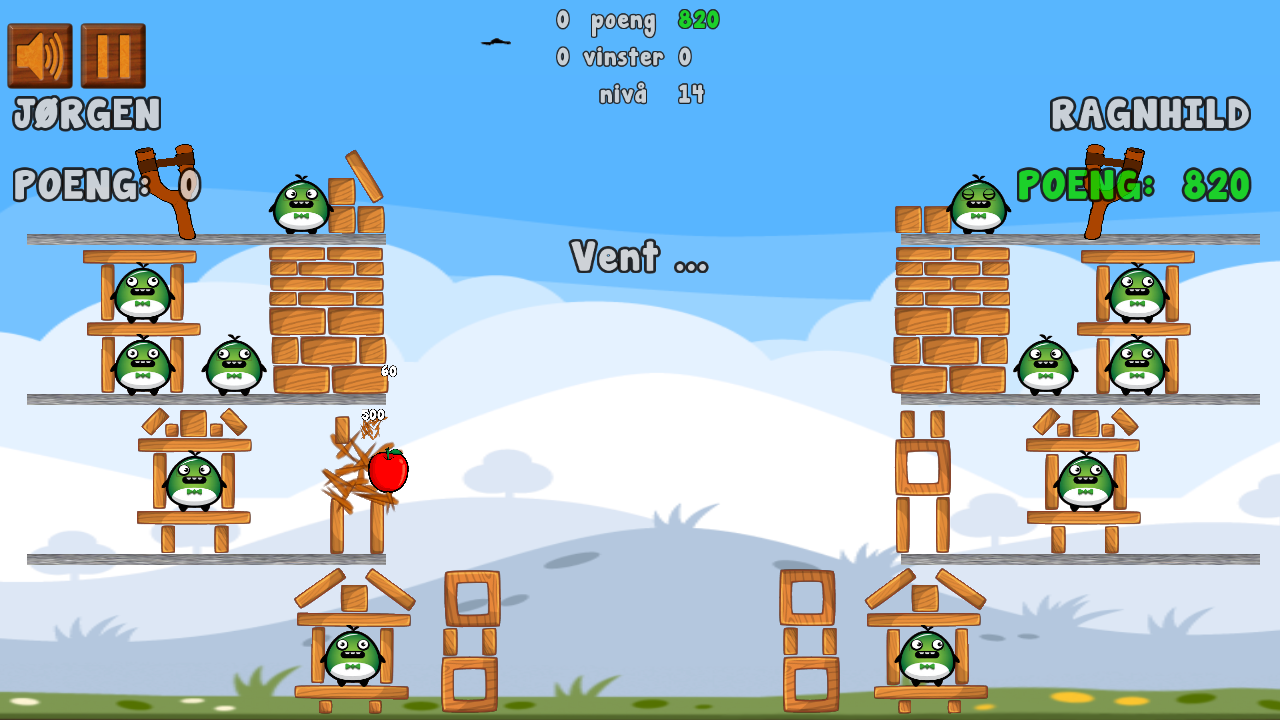 0 poeng 820
0 vinster 0
nivå 14
JØRGEN
RAGNHILD
POENG: 0
POENG: 820
Vent ...
60
300